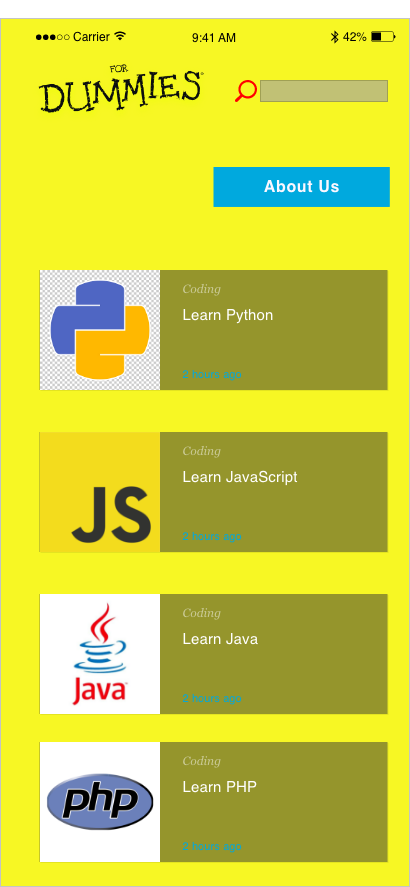 Carrier 9:41 AM 42%
FOR
DUMMIES
About Us
Coding
Learn Python
2 hours ago
JS
Coding
Learn JavaScript
2 hours ago
Java
Coding
Learn Java
2 hours ago
php
Coding
Learn PHP
2 hours ago